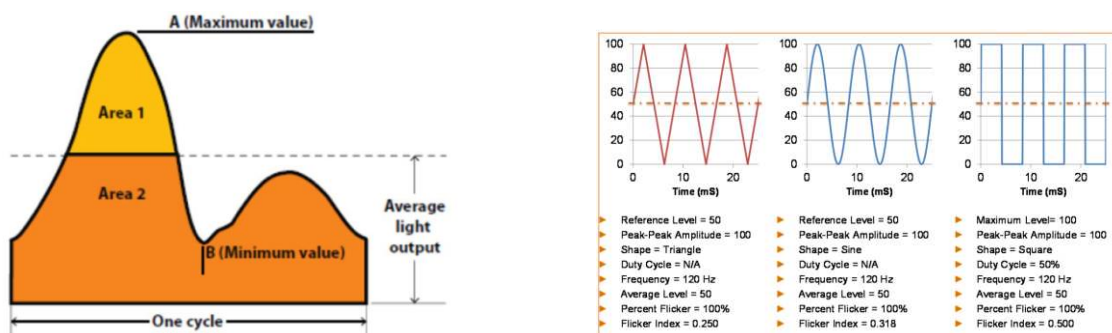 A (Maximum value)
Area 1
Area 2
B (Minimum value)
Average
light
output
One cycle
100
80
60
40
20
0
0 10 20
Time (mS)
Reference Level = 50
Peak-Peak Amplitude = 100
Shape = Triangle
Duty Cycle = N/A
Frequency = 120 Hz
Average Level = 50
Percent Flicker = 100%
Flicker Index = 0.250
100
80
60
40
20
0
0 10 20
Time (mS)
Reference Level = 50
Peak-Peak Amplitude = 100
Shape = Sine
Duty Cycle = N/A
Frequency = 120 Hz
Average Level = 50
Percent Flicker = 100%
Flicker Index = 0.318
100
80
60
40
20
0
0 10 20
Time (mS)
Maximum Level= 100
Peak-Peak Amplitude = 100
Shape = Square
Duty Cycle = 50%
Frequency = 120 Hz
Average Level = 50
Percent Flicker = 100%
Flicker Index = 0.500